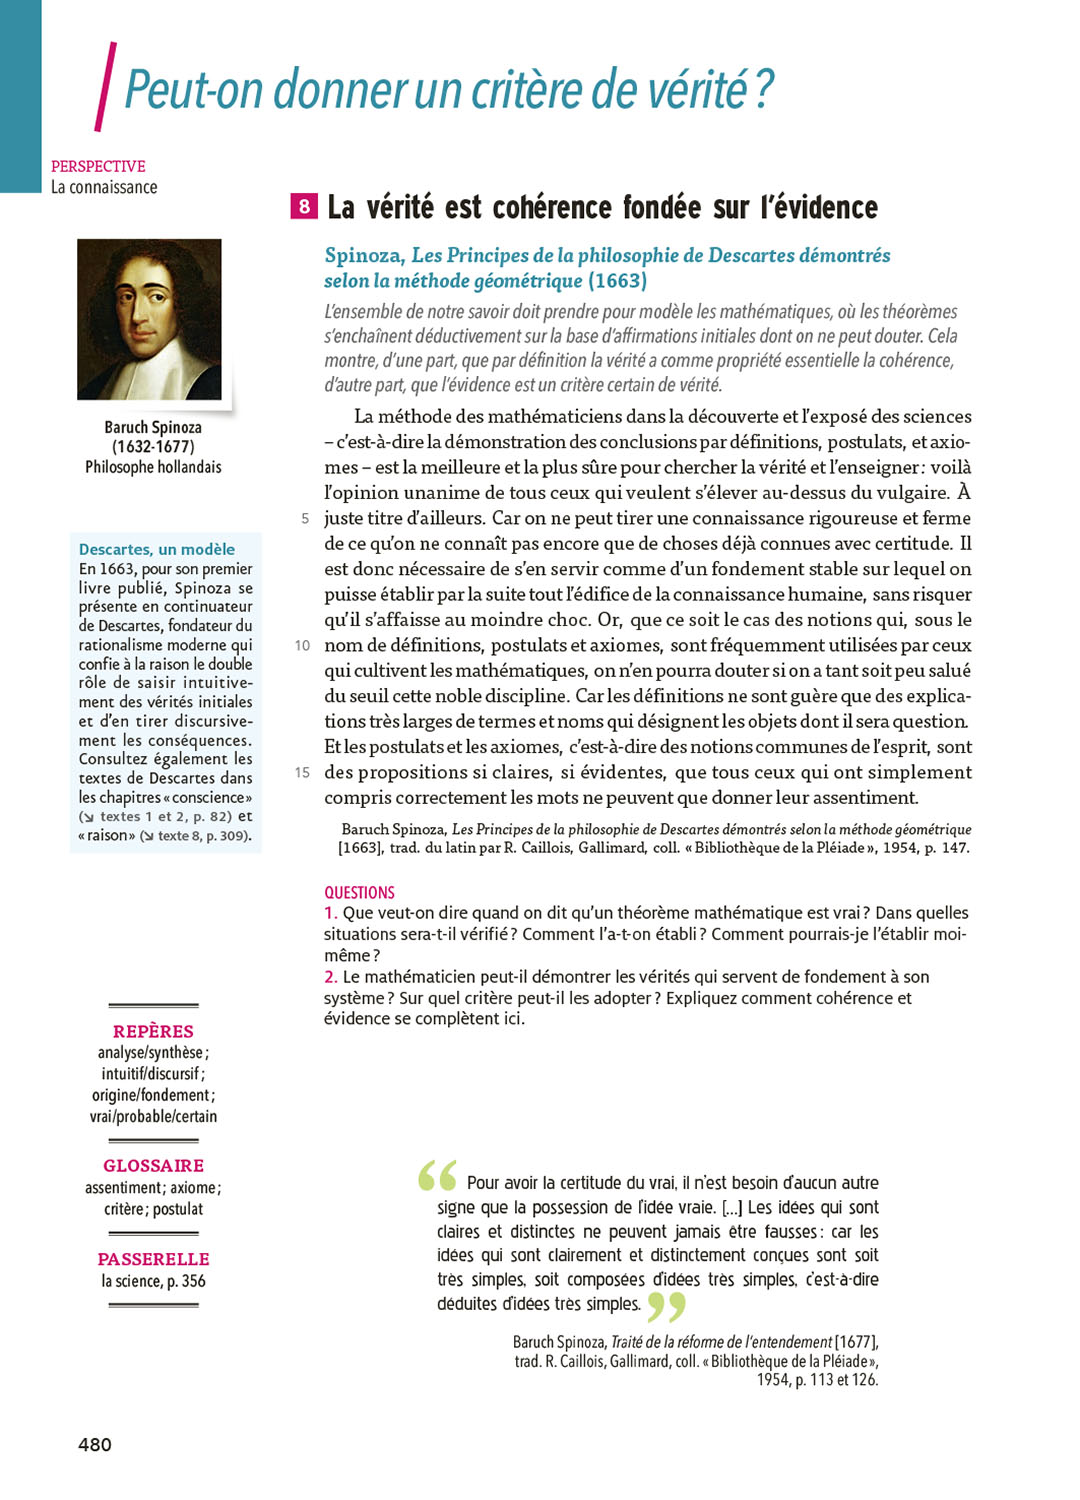 Peut-on donner un critère de vérité ?
PERSPECTIVE
La connaissance
8 La vérité est cohérence fondée sur l'évidence
Spinoza, Les Principes de la philosophie de Descartes démontrés
selon la méthode géométrique (1663)
L'ensemble de notre savoir doit prendre pour modèle les mathématiques, où les théorèmes
s'enchaînent déductivement sur la base d'affirmations initiales dont on ne peut douter. Cela
montre, d'une part, que par définition la vérité a comme propriété essentielle la cohérence,
d'autre part, que l'évidence est un critère certain de vérité.
La méthode des mathématiciens dans la découverte et l'exposé des sciences
– c'est-à-dire la démonstration des conclusions par définitions, postulats, et axio-
mes – est la meilleure et la plus sûre pour chercher la vérité et l'enseigner : voilà
l'opinion unanime de tous ceux qui veulent s'élever au-dessus du vulgaire. À
5 juste titre d'ailleurs. Car on ne peut tirer une connaissance rigoureuse et ferme
de ce qu'on ne connaît pas encore que de choses déjà connues avec certitude. Il
est donc nécessaire de s'en servir comme d'un fondement stable sur lequel on
puisse établir par la suite tout l'édifice de la connaissance humaine, sans risquer
qu'il s'affaisse au moindre choc. Or, que ce soit le cas des notions qui, sous le
10 nom de définitions, postulats et axiomes, sont fréquemment utilisées par ceux
qui cultivent les mathématiques, on n'en pourra douter si on a tant soit peu salué
du seuil cette noble discipline. Car les définitions ne sont guère que des explica-
tions très larges de termes et noms qui désignent les objets dont il sera question.
Et les postulats et les axiomes, c'est-à-dire des notions communes de l'esprit, sont
15 des propositions si claires, si évidentes, que tous ceux qui ont simplement
compris correctement les mots ne peuvent que donner leur assentiment.
Baruch Spinoza, Les Principes de la philosophie de Descartes démontrés selon la méthode géométrique
[1663], trad. du latin par R. Caillois, Gallimard, coll. « Bibliothèque de la Pléiade », 1954, p. 147.
Baruch Spinoza
(1632-1677)
Philosophe hollandais
Descartes, un modèle
En 1663, pour son premier
livre publié, Spinoza se
présente en continuateur
de Descartes, fondateur du
rationalisme moderne qui
confie à la raison le double
rôle de saisir intuitive-
ment des vérités initiales
et d'en tirer discursive-
ment les conséquences.
Consultez également les
textes de Descartes dans
les chapitres « conscience »
(↘ textes 1 et 2, p. 82) et
« raison » (↘ texte 8, p. 309).
QUESTIONS
1. Que veut-on dire quand on dit qu'un théorème mathématique est vrai ? Dans quelles
situations sera-t-il vérifié ? Comment l'a-t-on établi ? Comment pourrais-je l'établir moi-
même ?
2. Le mathématicien peut-il démontrer les vérités qui servent de fondement à son
système ? Sur quel critère peut-il les adopter ? Expliquez comment cohérence et
évidence se complètent ici.
REPÈRES
analyse/synthèse ;
intuitif/discursif ;
origine/fondement ;
vrai/probable/certain
GLOSSAIRE
assentiment ; axiome ;
critère ; postulat
PASSERELLE
la science, p. 356
“ Pour avoir la certitude du vrai, il n'est besoin d'aucun autre
signe que la possession de l'idée vraie. [...] Les idées qui sont
claires et distinctes ne peuvent jamais être fausses : car les
idées qui sont clairement et distinctement conçues sont soit
très simples, soit composées d'idées très simples, c'est-à-dire
déduites d'idées très simples. ”
Baruch Spinoza, Traité de la réforme de l'entendement [1677],
trad. R. Caillois, Gallimard, coll. « Bibliothèque de la Pléiade »,
1954, p. 113 et 126.
480